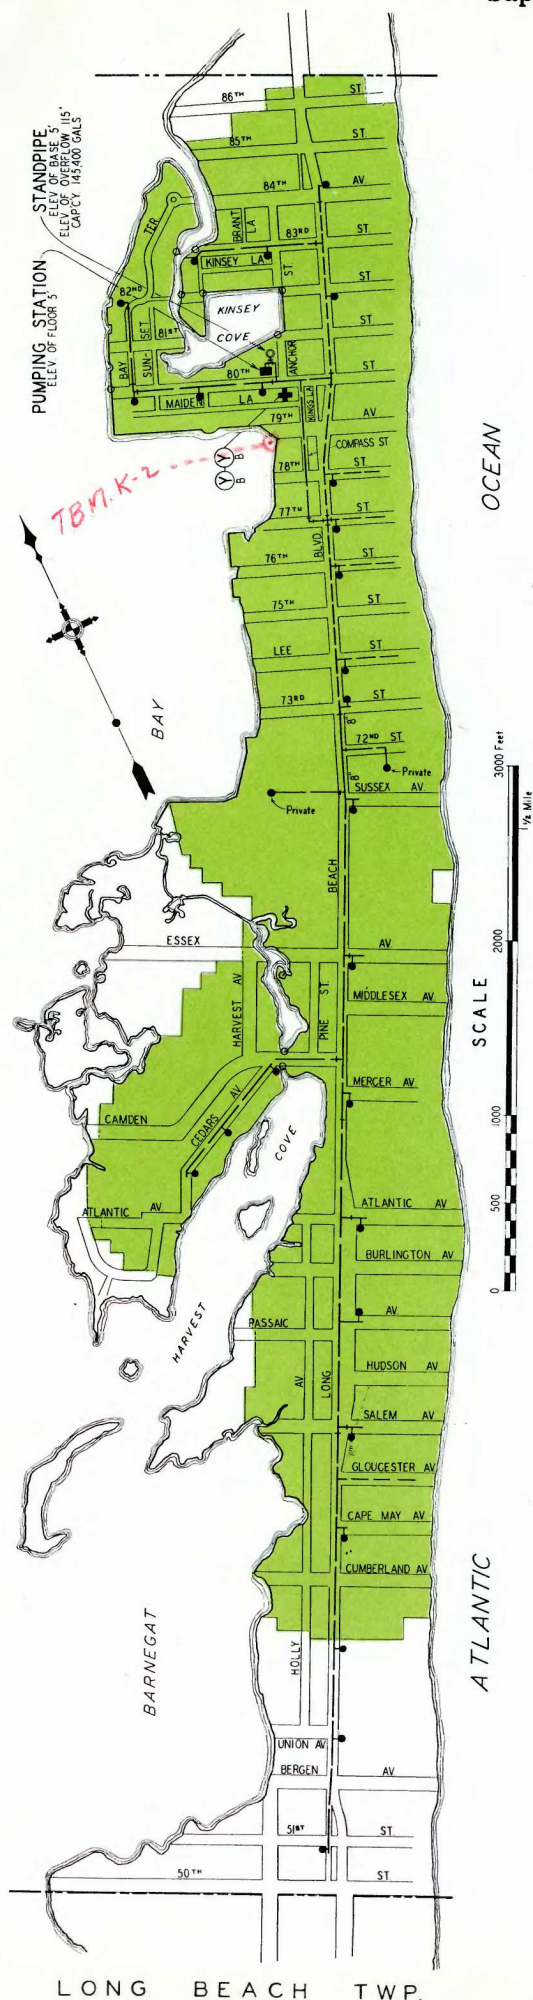 Sup
86TH ST.
85TH ST.
84TH AV
STANDPIPE
ELEV OF BASE 5'
ELEV OF OVERFLOW 115'
CAP'CY 145,400 GALS
PUMPING STATION
ELEV. OF FLOOR 5'
TER
BRANT LA
83RD ST
KINSEY LA
82ND ST
KINSEY COVE
81ST ST
BAY
SUN-SET
ANCHOR ST.
80TH ST
MAIDEN LA
KINGS LA
79TH AV
COMPASS ST
Y B
Y B
TBM. K-2
78TH ST
77TH ST
BLVD.
76TH ST
75TH ST
LEE ST
73RD ST
72ND ST
8"
8"
Private
Private
SUSSEX AV
BAY
OCEAN
BEACH
ESSEX AV
HARVEST AV
PINE ST.
MIDDLESEX AV
MERCER AV
CAMDEN
CEDARS AV
COVE
HARVEST
ATLANTIC AV
ATLANTIC AV
BURLINGTON AV
PASSAIC AV
AV
LONG
HUDSON AV
SALEM AV
GLOUCESTER AV
CAPE MAY AV
CUMBERLAND AV
HOLLY
UNION AV
BERGEN AV
51ST ST.
50TH ST
BARNEGAT
ATLANTIC
SCALE
0 500 1000 2000 3000 Feet
1/2 Mile
LONG BEACH TWP.